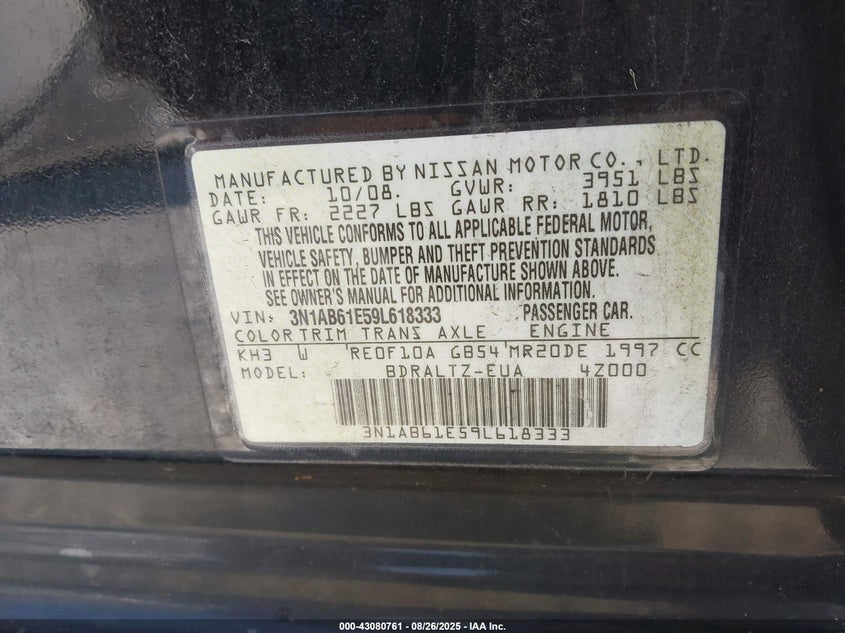 MANUFACTURED BY NISSAN MOTOR CO., LTD.
DATE: 10/08. GVWR: 3951 LBS
GAWR FR: 2227 LBS GAWR RR: 1810 LBS
THIS VEHICLE CONFORMS TO ALL APPLICABLE FEDERAL MOTOR,
VEHICLE SAFETY, BUMPER AND THEFT PREVENTION STANDARDS
IN EFFECT ON THE DATE OF MANUFACTURE SHOWN ABOVE.
SEE OWNER'S MANUAL FOR ADDITIONAL INFORMATION.
VIN: 3N1AB61E59L618333 PASSENGER CAR.
COLOR TRIM TRANS AXLE ENGINE
KH3 W 'RE0F10A GB54'MR20DE 1997 CC
MODEL: BDRALTZ-EUA 4Z000
3N1AB61E59L618333
000-43080761 - 08/26/2025 - IAA Inc.